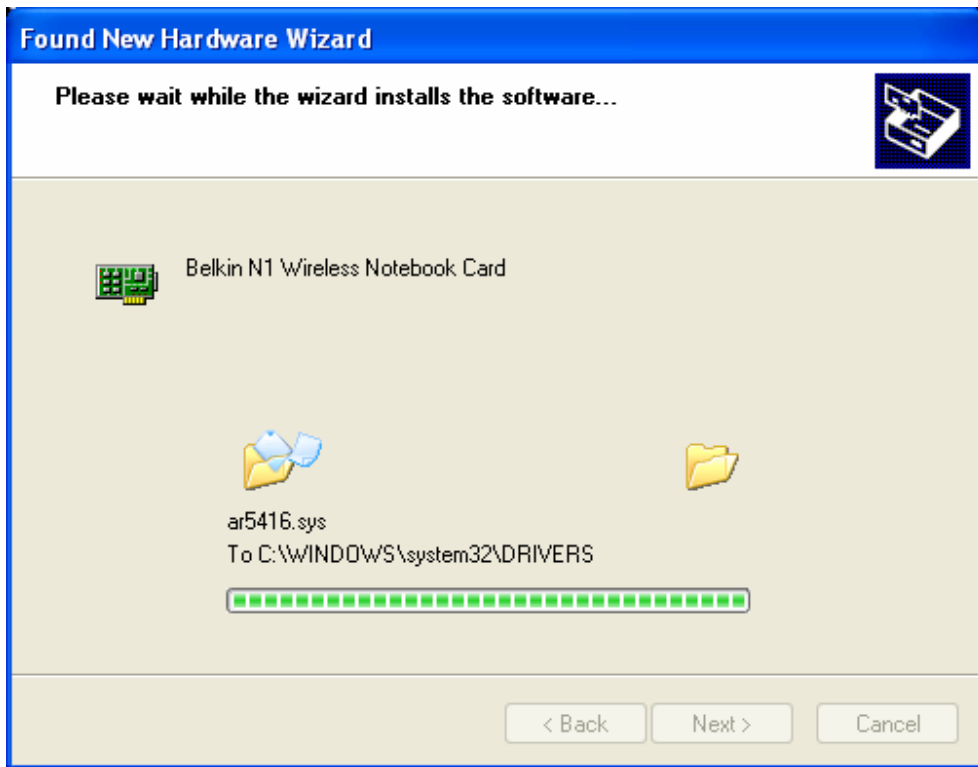 Found New Hardware Wizard
Please wait while the wizard installs the software...
Belkin N1 Wireless Notebook Card
ar5416.sys
To C:\WINDOWS\system32\DRIVERS
< Back Next > Cancel